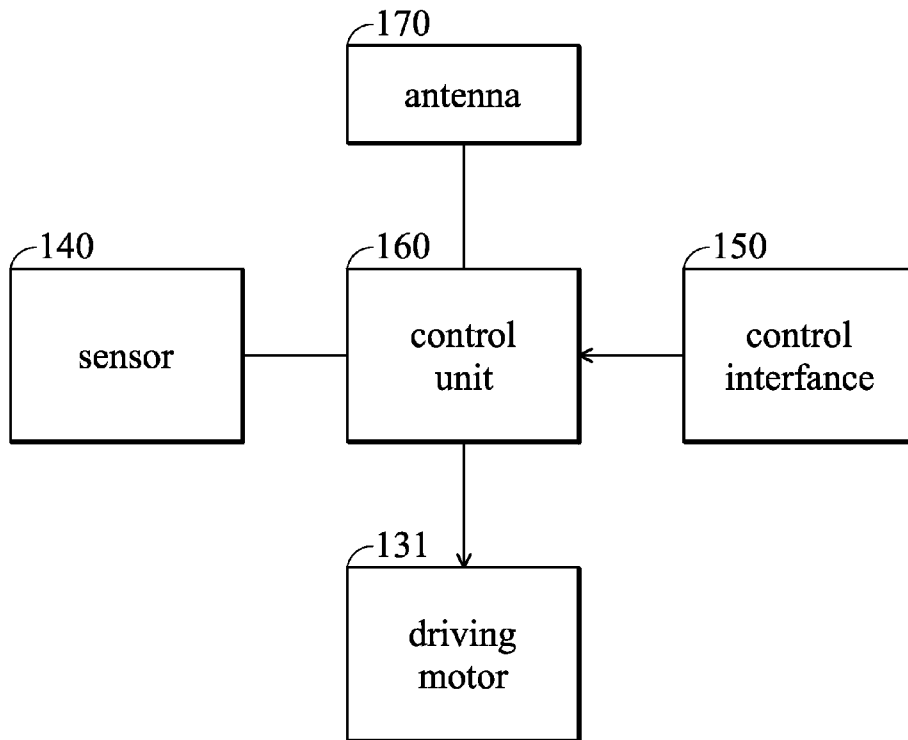 170
antenna
140
sensor
160
control
unit
150
control
interfance
131
driving
motor